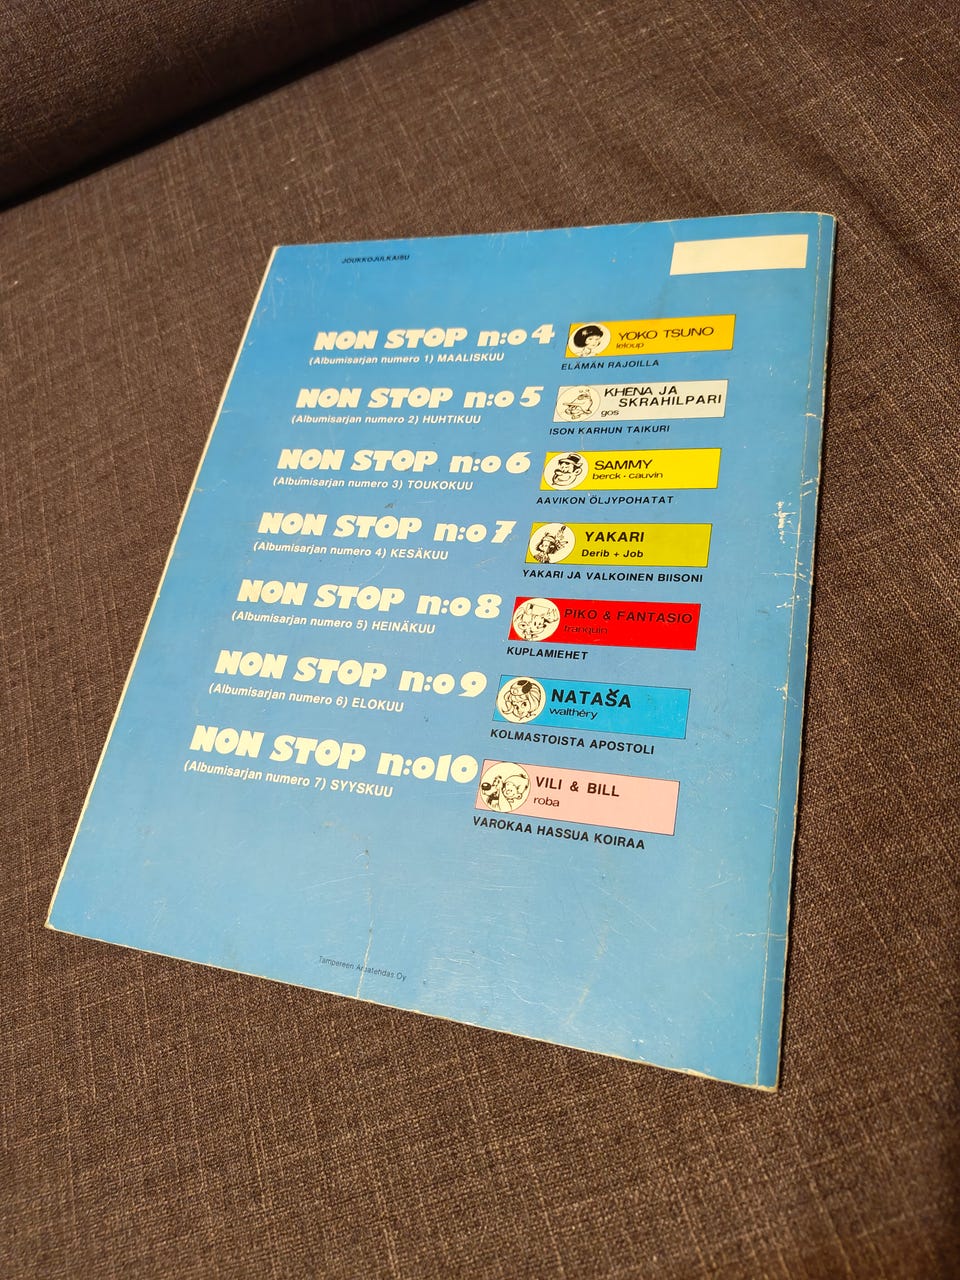 JOUKKOJULKAISU
NON STOP n:o 4
(Albumisarjan numero 1) MAALISKUU
YOKO TSUNO
leloup
ELÄMÄN RAJOILLA
NON STOP n:o 5
(Albumisarjan numero 2) HUHTIKUU
KHENA JA
SKRAHILPARI
gos
ISON KARHUN TAIKURI
NON STOP n:o 6
(Albumisarjan numero 3) TOUKOKUU
SAMMY
berck - cauvin
AAVIKON ÖLJYPOHATAT
NON STOP n:o 7
(Albumisarjan numero 4) KESÄKUU
YAKARI
Derib + Job
YAKARI JA VALKOINEN BIISONI
NON STOP n:o 8
(Albumisarjan numero 5) HEINÄKUU
PIKO & FANTASIO
franquin
KUPLAMIEHET
NON STOP n:o 9
(Albumisarjan numero 6) ELOKUU
NATAŠA
walthéry
KOLMASTOISTA APOSTOLI
NON STOP n:o 10
(Albumisarjan numero 7) SYYSKUU
VILI & BILL
roba
VAROKAA HASSUA KOIRAA
Tampereen Arpatehdas Oy